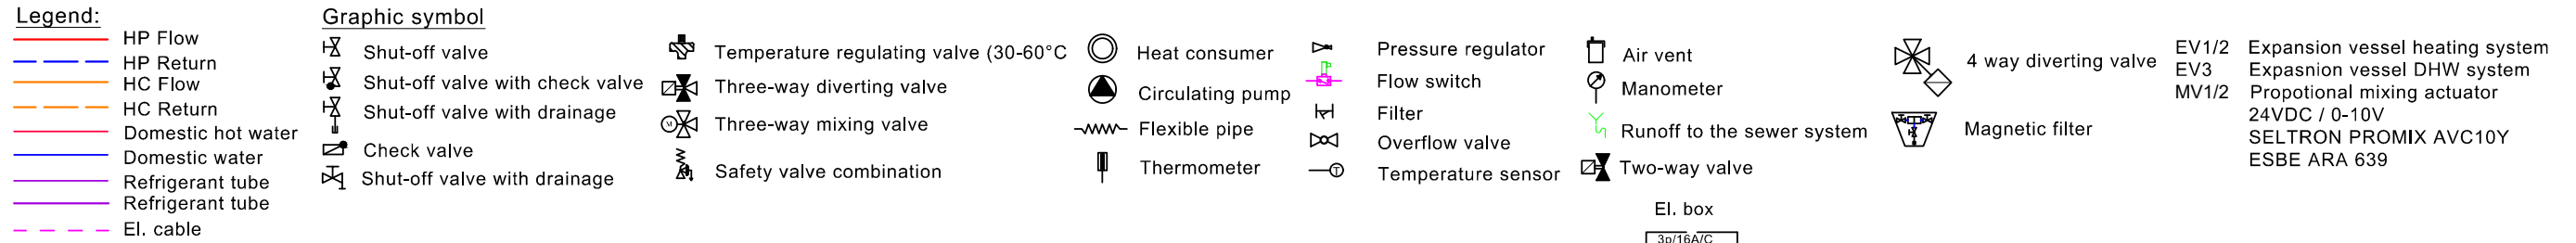 Legend:
HP Flow
HP Return
HC Flow
HC Return
Domestic hot water
Domestic water
Refrigerant tube
Refrigerant tube
El. cable
Graphic symbol
Shut-off valve
Shut-off valve with check valve
Shut-off valve with drainage
Check valve
Shut-off valve with drainage
Temperature regulating valve (30-60°C
Three-way diverting valve
M
Three-way mixing valve
Safety valve combination
Heat consumer
Circulating pump
Flexible pipe
Thermometer
Pressure regulator
Flow switch
Filter
Overflow valve
T
Temperature sensor
Air vent
Manometer
Runoff to the sewer system
Two-way valve
El. box
3p/16A/C
4 way diverting valve
Magnetic filter
EV1/2 Expansion vessel heating system
EV3 Expasnion vessel DHW system
MV1/2 Propotional mixing actuator
24VDC / 0-10V
SELTRON PROMIX AVC10Y
ESBE ARA 639